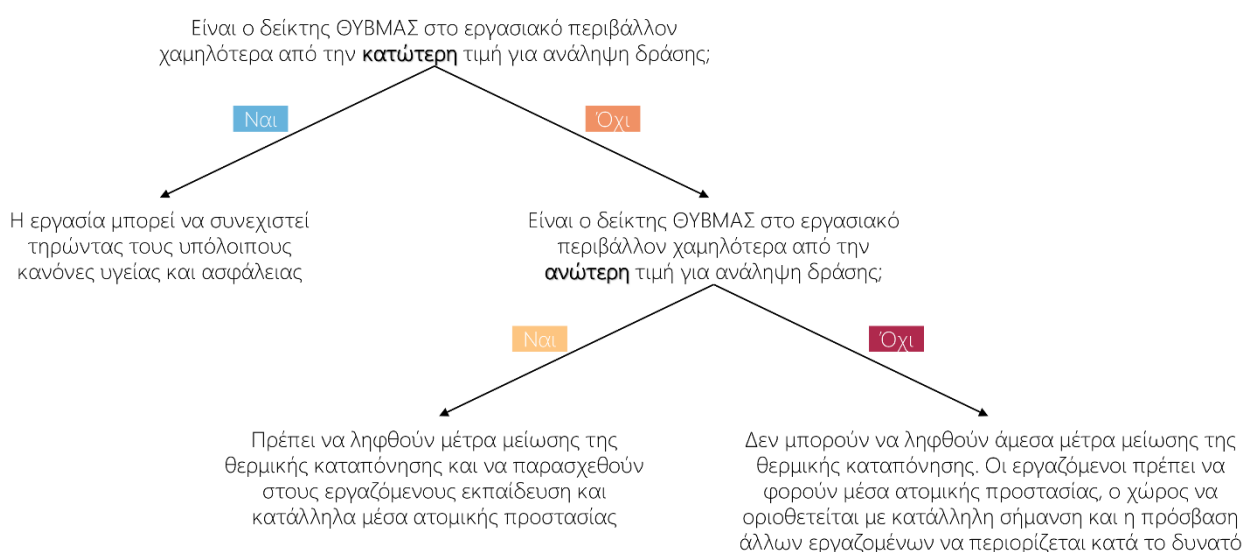 Είναι ο δείκτης ΘΥΒΜΑΣ στο εργασιακό περιβάλλον
χαμηλότερα από την κατώτερη τιμή για ανάληψη δράσης;
Ναι
Όχι
Η εργασία μπορεί να συνεχιστεί
τηρώντας τους υπόλοιπους
κανόνες υγείας και ασφάλειας
Είναι ο δείκτης ΘΥΒΜΑΣ στο εργασιακό
περιβάλλον χαμηλότερα από την
ανώτερη τιμή για ανάληψη δράσης;
Ναι
Όχι
Πρέπει να ληφθούν μέτρα μείωσης της
θερμικής καταπόνησης και να παρασχεθούν
στους εργαζόμενους εκπαίδευση και
κατάλληλα μέσα ατομικής προστασίας
Δεν μπορούν να ληφθούν άμεσα μέτρα μείωσης της
θερμικής καταπόνησης. Οι εργαζόμενοι πρέπει να
φορούν μέσα ατομικής προστασίας, ο χώρος να
οριοθετείται με κατάλληλη σήμανση και η πρόσβαση
άλλων εργαζομένων να περιορίζεται κατά το δυνατό